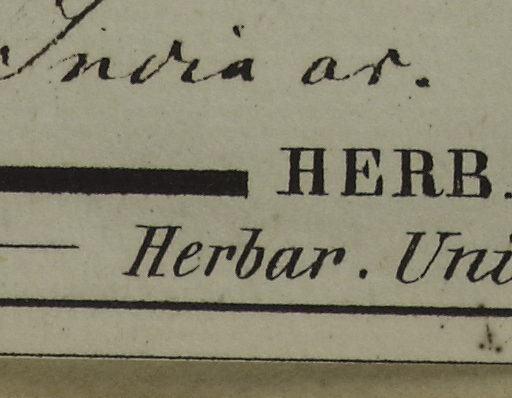 India or.
HERB.
Herbar. Uni